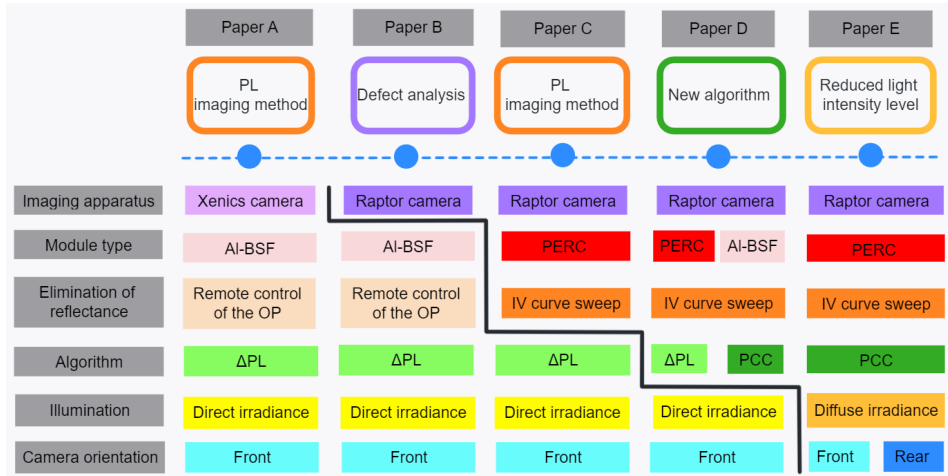 Paper A
Paper B
Paper C
Paper D
Paper E
PL
imaging method
Defect analysis
PL
imaging method
New algorithm
Reduced light
intensity level
Imaging apparatus
Xenics camera
Raptor camera
Raptor camera
Raptor camera
Raptor camera
Module type
Al-BSF
Al-BSF
PERC
PERC
Al-BSF
PERC
Elimination of
reflectance
Remote control
of the OP
Remote control
of the OP
IV curve sweep
IV curve sweep
IV curve sweep
Algorithm
ΔPL
ΔPL
ΔPL
ΔPL
PCC
PCC
Illumination
Direct irradiance
Direct irradiance
Direct irradiance
Direct irradiance
Diffuse irradiance
Camera orientation
Front
Front
Front
Front
Front
Rear